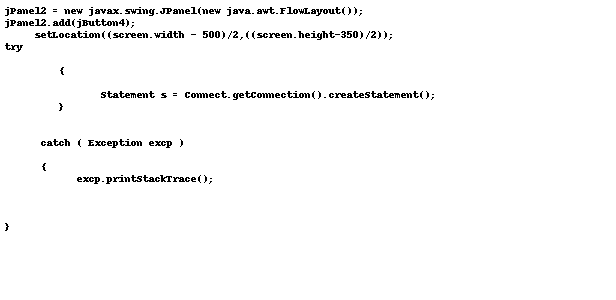 jPanel2 = new javax.swing.JPanel(new java.awt.FlowLayout());
jPanel2.add(jButton4);
setLocation((screen.width - 500)/2,((screen.height-350)/2));
try
{
Statement s = Connect.getConnection().createStatement();
}
catch ( Exception excp )
{
excp.printStackTrace();
}